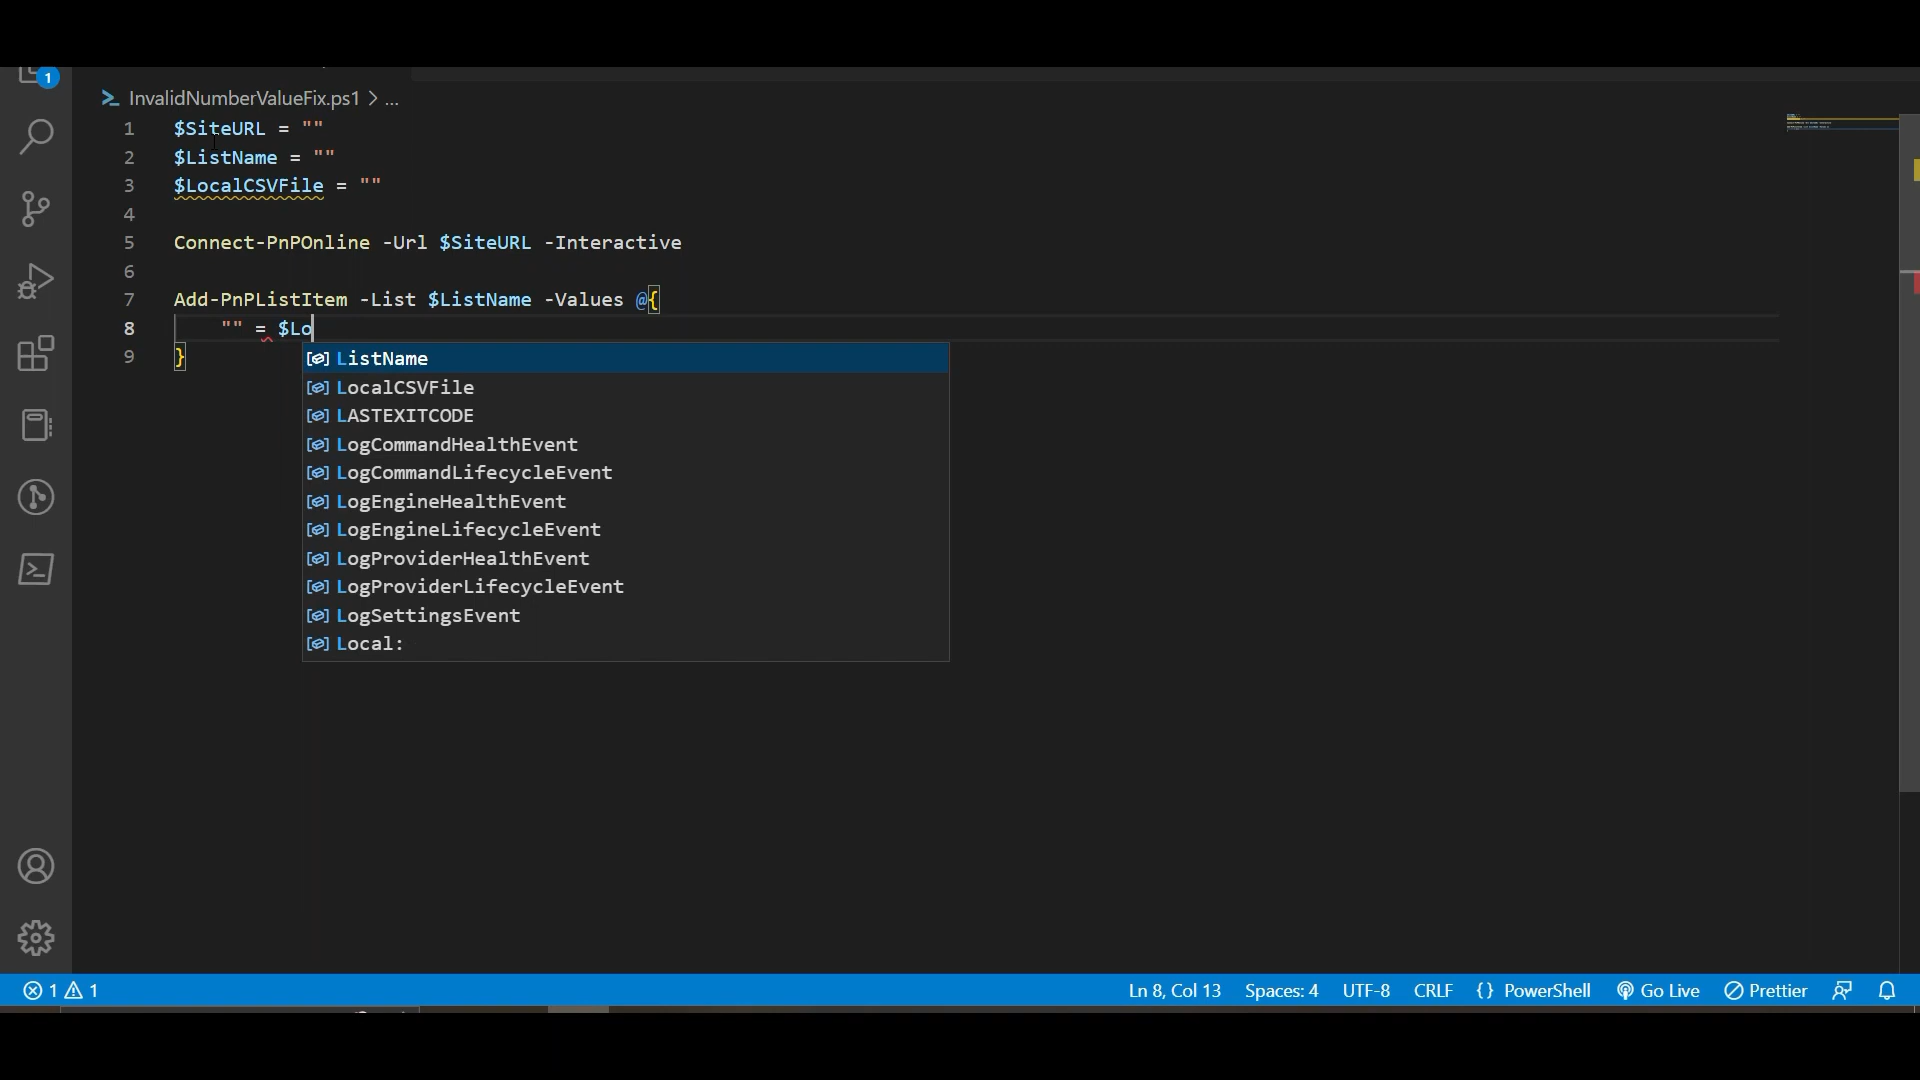 1
InvalidNumberValueFix.ps1 > ...
1 $SiteURL = ""
2 $ListName = ""
3 $LocalCSVFile = ""
4
5 Connect-PnPOnline -Url $SiteURL -Interactive
6
7 Add-PnPListItem -List $ListName -Values @{
8 "" = $Lo
9 }
ListName
LocalCSVFile
LASTEXITCODE
LogCommandHealthEvent
LogCommandLifecycleEvent
LogEngineHealthEvent
LogEngineLifecycleEvent
LogProviderHealthEvent
LogProviderLifecycleEvent
LogSettingsEvent
Local:
1 1 Ln 8, Col 13 Spaces: 4 UTF-8 CRLF {} PowerShell Go Live Prettier